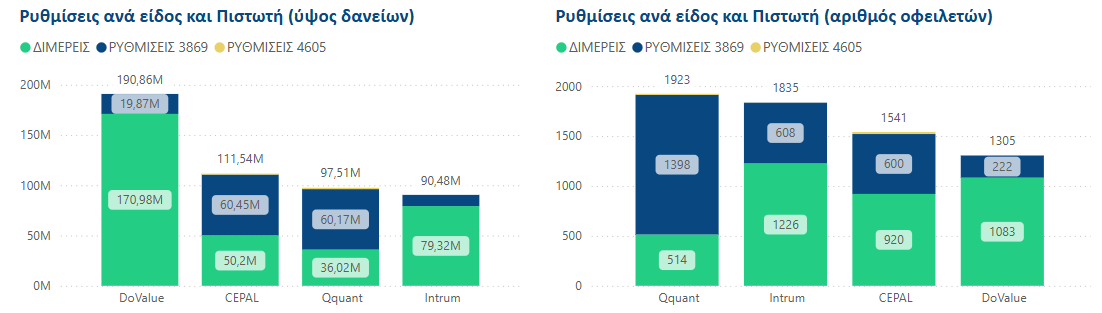 Ρυθμίσεις ανά είδος και Πιστωτή (ύψος δανείων)
ΔΙΜΕΡΕΙΣ ΡΥΘΜΙΣΕΙΣ 3869 ΡΥΘΜΙΣΕΙΣ 4605
200M
150M
100M
50M
0M
190,86M
19,87M
170,98M
DoValue
111,54M
60,45M
50,2M
CEPAL
97,51M
60,17M
36,02M
Qquant
90,48M
79,32M
Intrum
Ρυθμίσεις ανά είδος και Πιστωτή (αριθμός οφειλετών)
ΔΙΜΕΡΕΙΣ ΡΥΘΜΙΣΕΙΣ 3869 ΡΥΘΜΙΣΕΙΣ 4605
2000
1500
1000
500
0
1923
1398
514
Qquant
1835
608
1226
Intrum
1541
600
920
CEPAL
1305
222
1083
DoValue